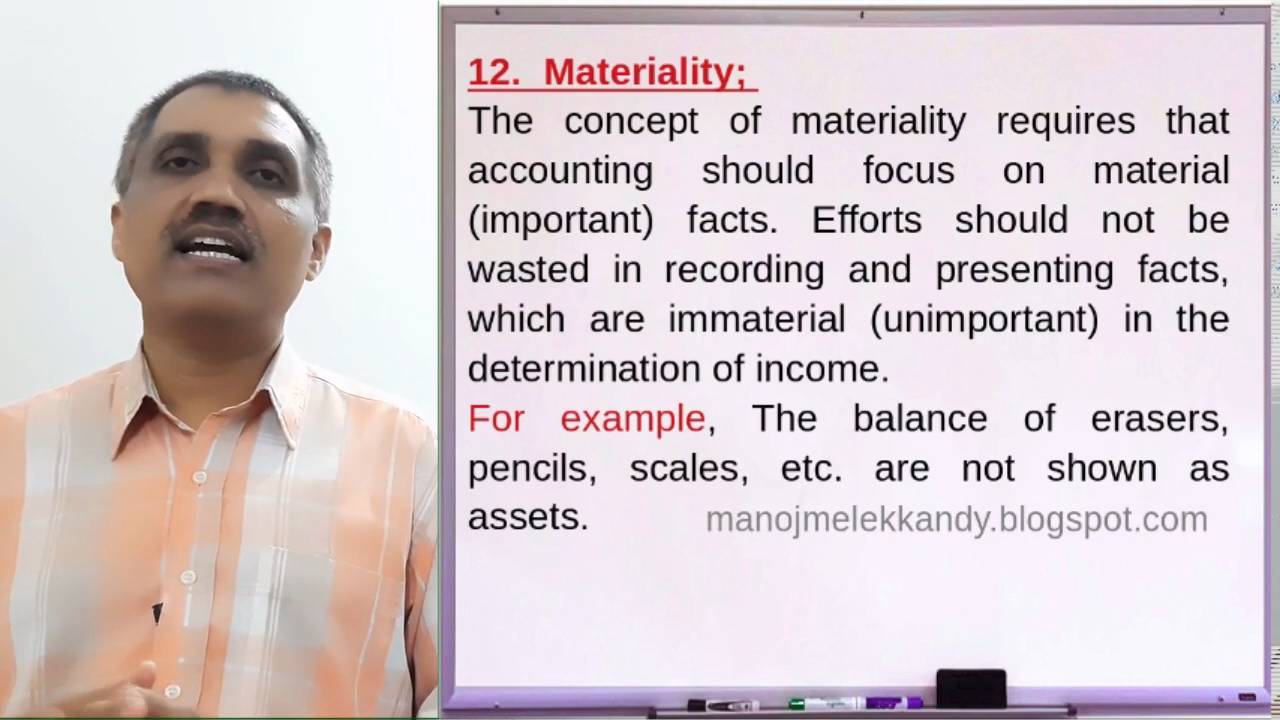 12. Materiality;
The concept of materiality requires that
accounting should focus on material
(important) facts. Efforts should not be
wasted in recording and presenting facts,
which are immaterial (unimportant) in the
determination of income.
For example, The balance of erasers,
pencils, scales, etc. are not shown as
assets.
manojmelekkandy.blogspot.com